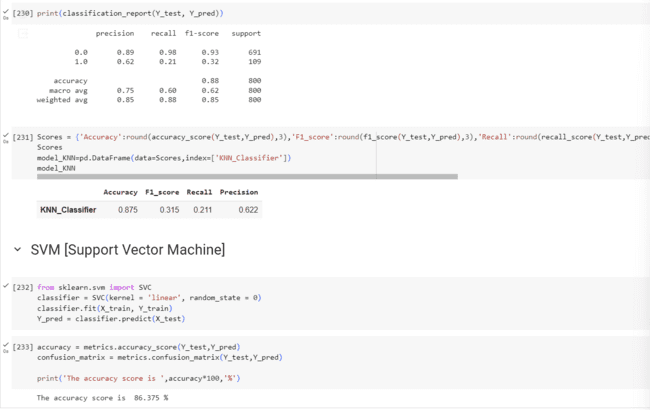 [230] print(classification_report(Y_test, Y_pred))
precision recall f1-score support
0.0 0.89 0.98 0.93 691
1.0 0.62 0.21 0.32 109
accuracy 0.88 800
macro avg 0.75 0.60 0.62 800
weighted avg 0.85 0.88 0.85 800
[231] Scores = {'Accuracy':round(accuracy_score(Y_test,Y_pred),3),'F1_score':round(f1_score(Y_test,Y_pred),3),'Recall':round(recall_score(Y_test,Y_pred
Scores
model_KNN=pd.DataFrame(data=Scores,index=['KNN_Classifier'])
model_KNN
Accuracy F1_score Recall Precision
KNN_Classifier 0.875 0.315 0.211 0.622
SVM [Support Vector Machine]
[232] from sklearn.svm import SVC
classifier = SVC(kernel = 'linear', random_state = 0)
classifier.fit(X_train, Y_train)
Y_pred = classifier.predict(X_test)
[233] accuracy = metrics.accuracy_score(Y_test,Y_pred)
confusion_matrix = metrics.confusion_matrix(Y_test,Y_pred)
print('The accuracy score is ',accuracy*100,'%')
The accuracy score is 86.375 %